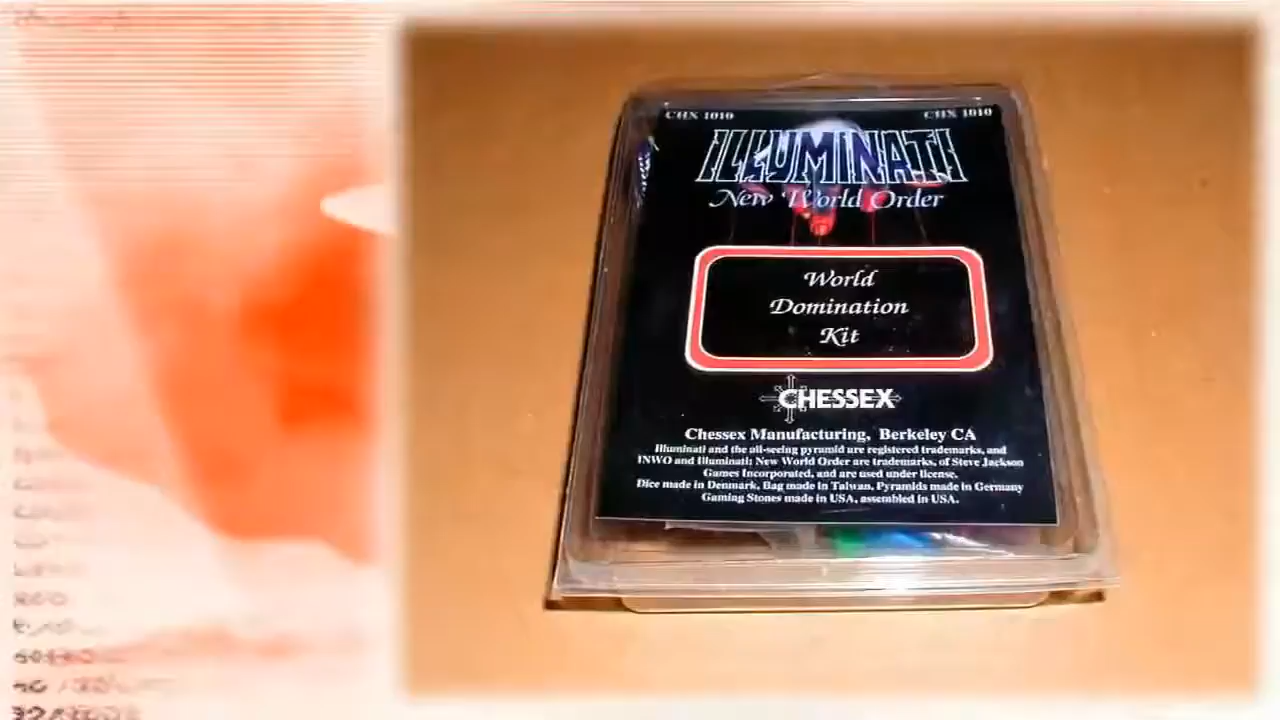 CHX 1010 CHX 1010
ILLUMINATI
New World Order
World
Domination
Kit
CHESSEX
Chessex Manufacturing, Berkeley CA
Illuminati and the all-seeing pyramid are registered trademarks, and
INWO and Illuminati: New World Order are trademarks, of Steve Jackson
Games Incorporated, and are used under license.
Dice made in Denmark, Bag made in Taiwan, Pyramids made in Germany
Gaming Stones made in USA, assembled in USA.